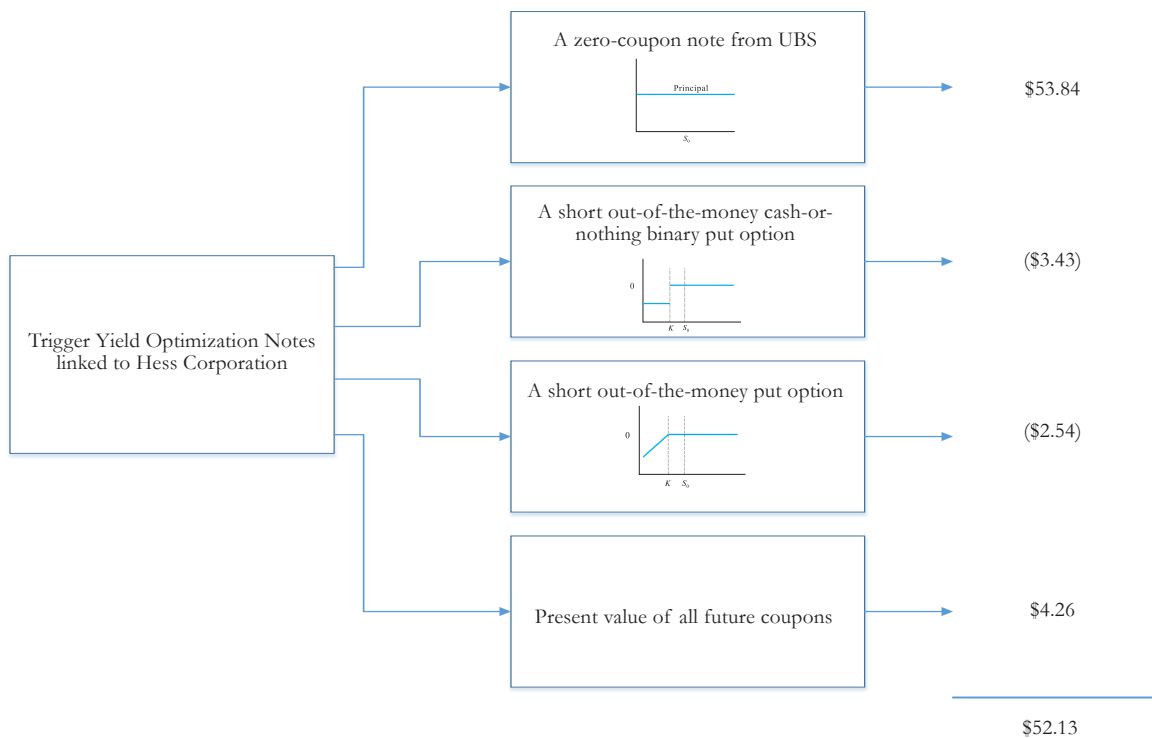 A zero-coupon note from UBS
Principal
S0
$53.84
A short out-of-the-money cash-or-
nothing binary put option
0
K S0
($3.43)
Trigger Yield Optimization Notes
linked to Hess Corporation
A short out-of-the-money put option
0
K S0
($2.54)
Present value of all future coupons
$4.26
$52.13